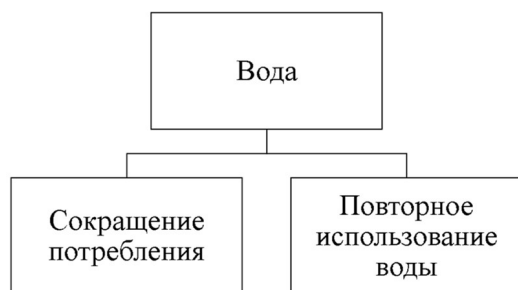 Вода
Сокращение
потребления
Повторное
использование
воды